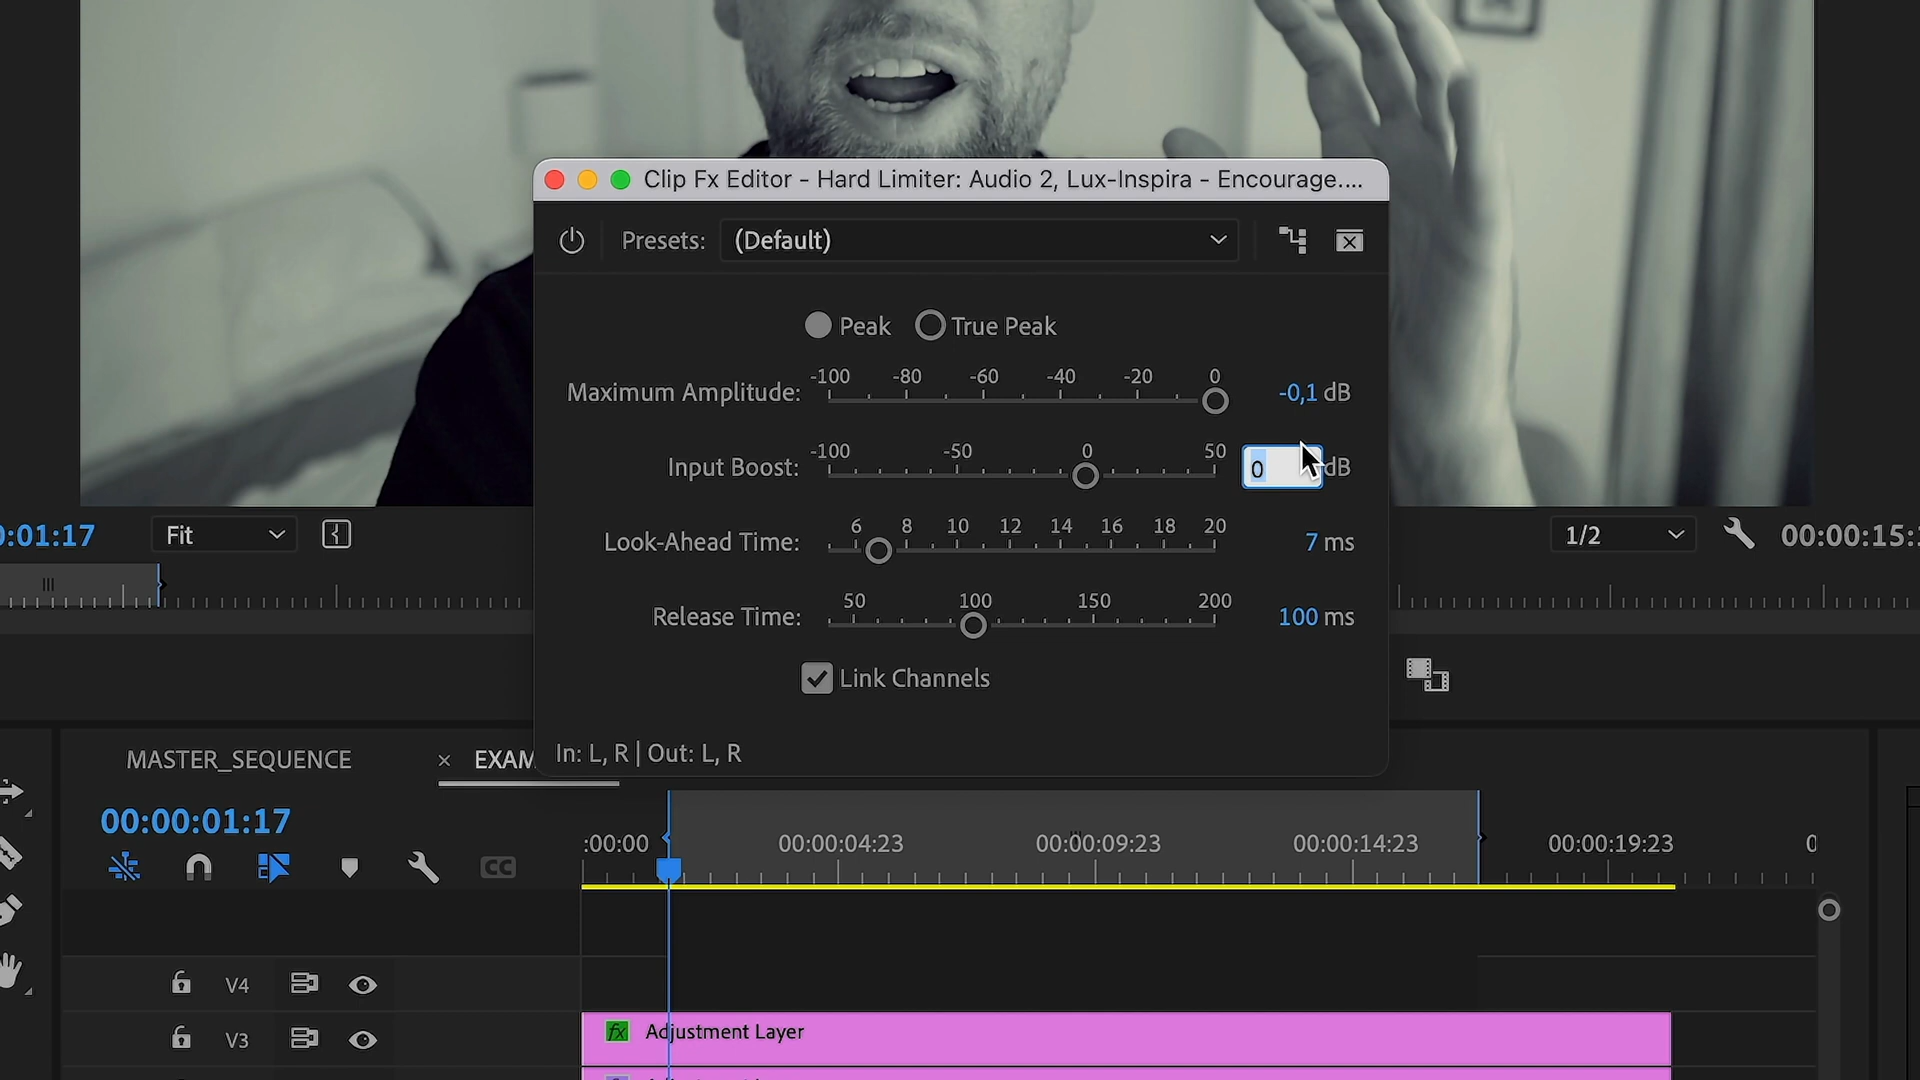 Clip Fx Editor - Hard Limiter: Audio 2, Lux-Inspira - Encourage....
Presets: (Default)
Peak True Peak
-100 -80 -60 -40 -20 0
Maximum Amplitude: -0,1 dB
-100 -50 0 50
Input Boost: 0 dB
6 8 10 12 14 16 18 20
Look-Ahead Time: 7 ms
50 100 150 200
Release Time: 100 ms
Link Channels
In: L, R | Out: L, R
0:01:17 Fit 1/2 00:00:15:
MASTER_SEQUENCE × EXAM
00:00:01:17
:00:00 00:00:04:23 00:00:09:23 00:00:14:23 00:00:19:23 0
CC
V4
V3 fx Adjustment Layer